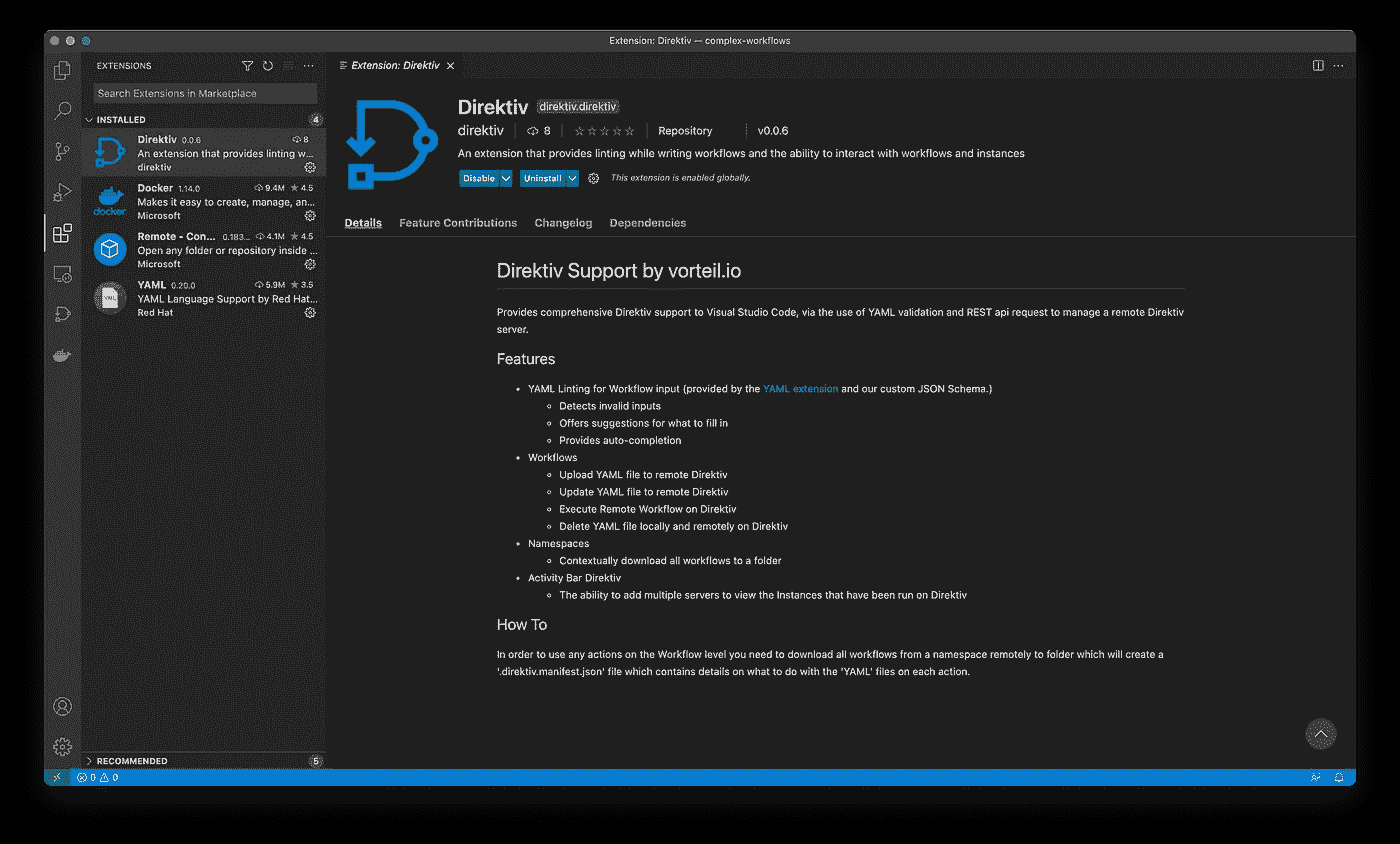 Extension: Direktiv — complex-workflows
EXTENSIONS
Search Extensions in Marketplace
INSTALLED 4
Direktiv 0.0.6 8
An extension that provides linting w...
direktiv
docker
Docker 1.14.0 9.4M ★ 4.5
Makes it easy to create, manage, an...
Microsoft
Remote - Con... 0.183... 4.1M ★ 4.5
Open any folder or repository inside ...
Microsoft
YAML
YAML 0.20.0 5.9M ★ 3.5
YAML Language Support by Red Hat...
Red Hat
RECOMMENDED 5
Extension: Direktiv
Direktiv direktiv.direktiv
direktiv 8 ☆☆☆☆☆ Repository v0.0.6
An extension that provides linting while writing workflows and the ability to interact with workflows and instances
Disable Uninstall This extension is enabled globally.
Details Feature Contributions Changelog Dependencies
Direktiv Support by vorteil.io
Provides comprehensive Direktiv support to Visual Studio Code, via the use of YAML validation and REST api request to manage a remote Direktiv
server.
Features
• YAML Linting for Workflow input (provided by the YAML extension and our custom JSON Schema.)
◦ Detects invalid inputs
◦ Offers suggestions for what to fill in
◦ Provides auto-completion
• Workflows
◦ Upload YAML file to remote Direktiv
◦ Update YAML file to remote Direktiv
◦ Execute Remote Workflow on Direktiv
◦ Delete YAML file locally and remotely on Direktiv
• Namespaces
◦ Contextually download all workflows to a folder
• Activity Bar Direktiv
◦ The ability to add multiple servers to view the Instances that have been run on Direktiv
How To
In order to use any actions on the Workflow level you need to download all workflows from a namespace remotely to folder which will create a
'.direktiv.manifest.json' file which contains details on what to do with the 'YAML' files on each action.
0 0